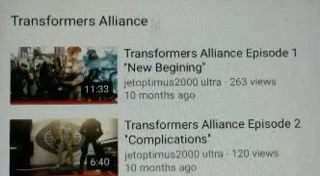 Transformers Alliance
Transformers Alliance Episode 1
"New Begining"
jetoptimus2000 ultra · 263 views
10 months ago
11:33
Transformers Alliance Episode 2
"Complications"
jetoptimus2000 ultra · 120 views
10 months ago
6:40